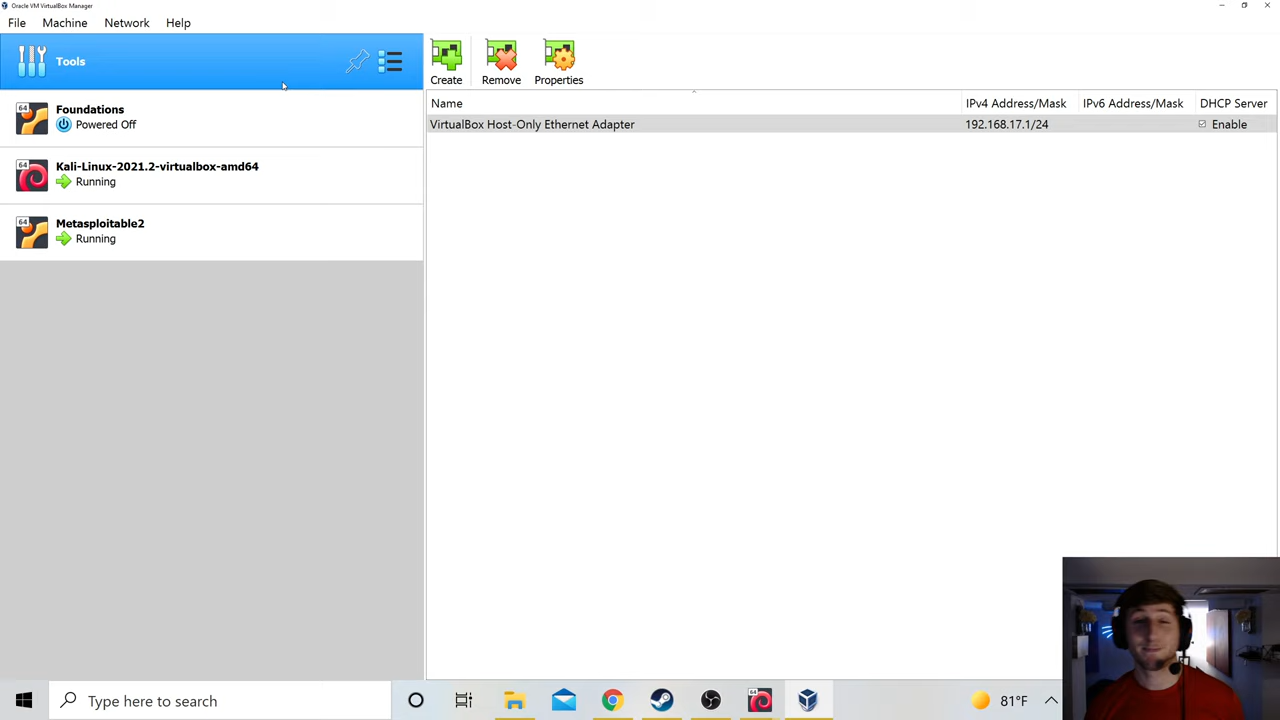 Oracle VM VirtualBox Manager
File Machine Network Help
Tools
Create Remove Properties
Name IPv4 Address/Mask IPv6 Address/Mask DHCP Server
VirtualBox Host-Only Ethernet Adapter 192.168.17.1/24 Enable
64
Foundations
Powered Off
64
Kali-Linux-2021.2-virtualbox-amd64
Running
64
Metasploitable2
Running
Type here to search
64
81°F